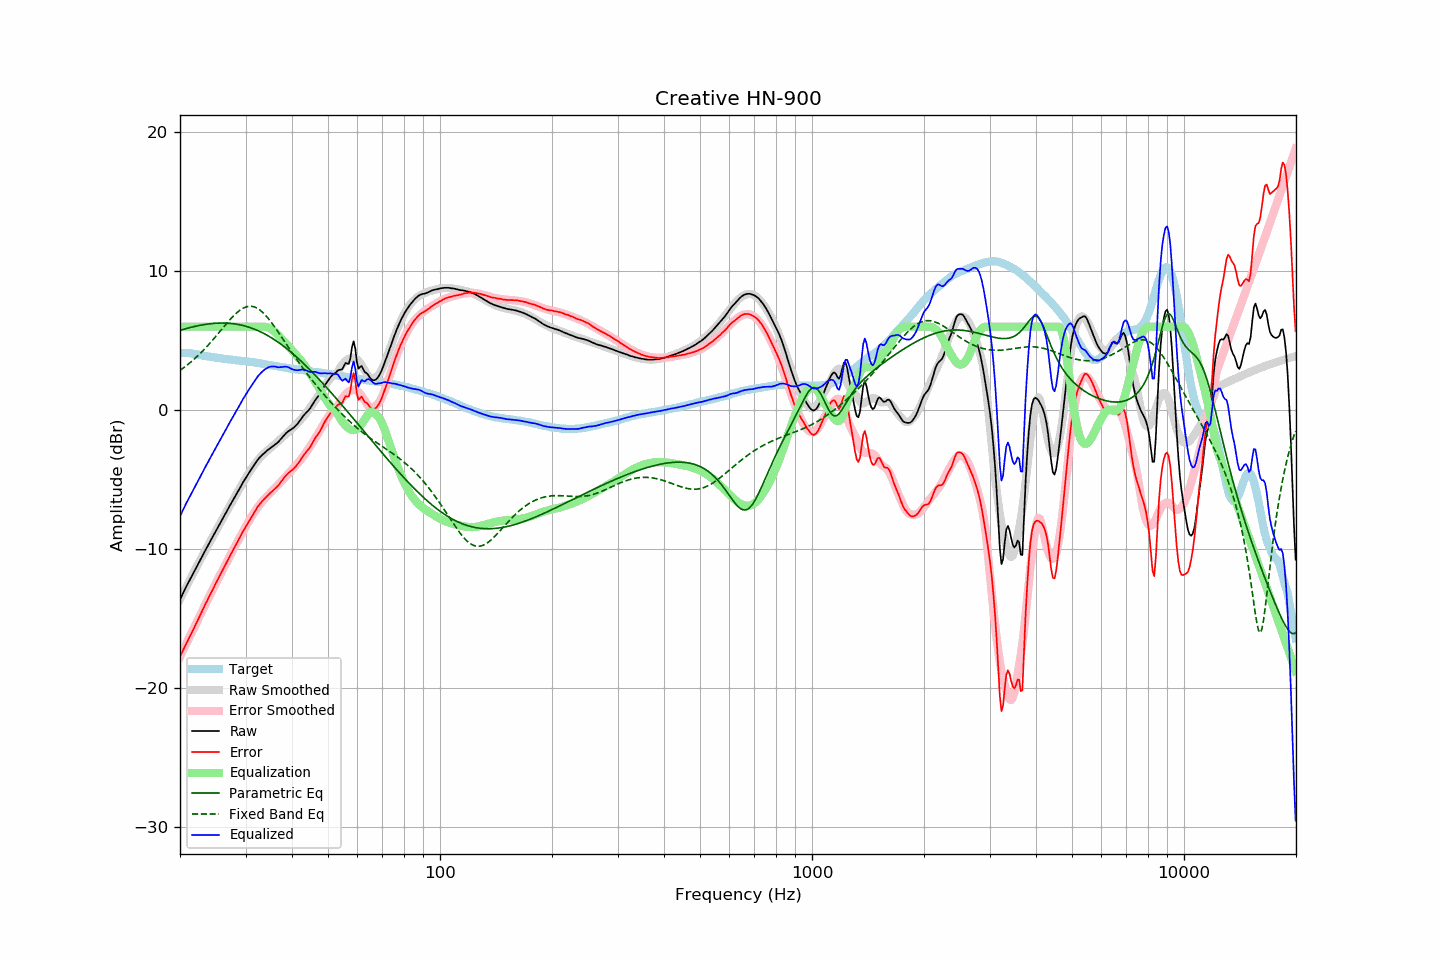 Creative HN-900
20
10
0
−10
−20
−30
Amplitude (dBr)
Target
Raw Smoothed
Error Smoothed
Raw
Error
Equalization
Parametric Eq
Fixed Band Eq
Equalized
100
1000
10000
Frequency (Hz)